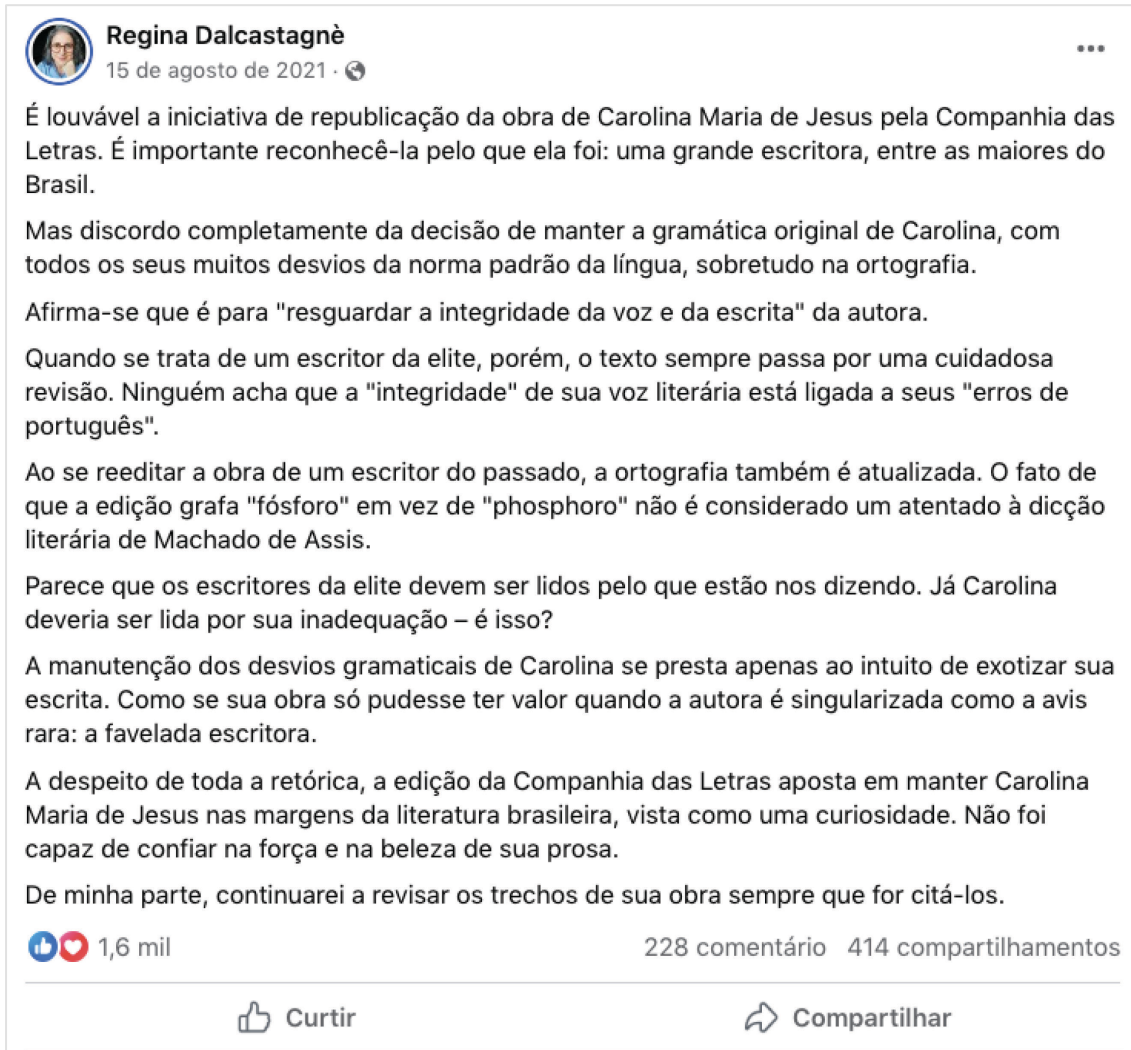 Regina Dalcastagnè
15 de agosto de 2021 ·
É louvável a iniciativa de republicação da obra de Carolina Maria de Jesus pela Companhia das
Letras. É importante reconhecê-la pelo que ela foi: uma grande escritora, entre as maiores do
Brasil.
Mas discordo completamente da decisão de manter a gramática original de Carolina, com
todos os seus muitos desvios da norma padrão da língua, sobretudo na ortografia.
Afirma-se que é para "resguardar a integridade da voz e da escrita" da autora.
Quando se trata de um escritor da elite, porém, o texto sempre passa por uma cuidadosa
revisão. Ninguém acha que a "integridade" de sua voz literária está ligada a seus "erros de
português".
Ao se reeditar a obra de um escritor do passado, a ortografia também é atualizada. O fato de
que a edição grafa "fósforo" em vez de "phosphoro" não é considerado um atentado à dicção
literária de Machado de Assis.
Parece que os escritores da elite devem ser lidos pelo que estão nos dizendo. Já Carolina
deveria ser lida por sua inadequação – é isso?
A manutenção dos desvios gramaticais de Carolina se presta apenas ao intuito de exotizar sua
escrita. Como se sua obra só pudesse ter valor quando a autora é singularizada como a avis
rara: a favelada escritora.
A despeito de toda a retórica, a edição da Companhia das Letras aposta em manter Carolina
Maria de Jesus nas margens da literatura brasileira, vista como uma curiosidade. Não foi
capaz de confiar na força e na beleza de sua prosa.
De minha parte, continuarei a revisar os trechos de sua obra sempre que for citá-los.
1,6 mil 228 comentário 414 compartilhamentos
Curtir Compartilhar